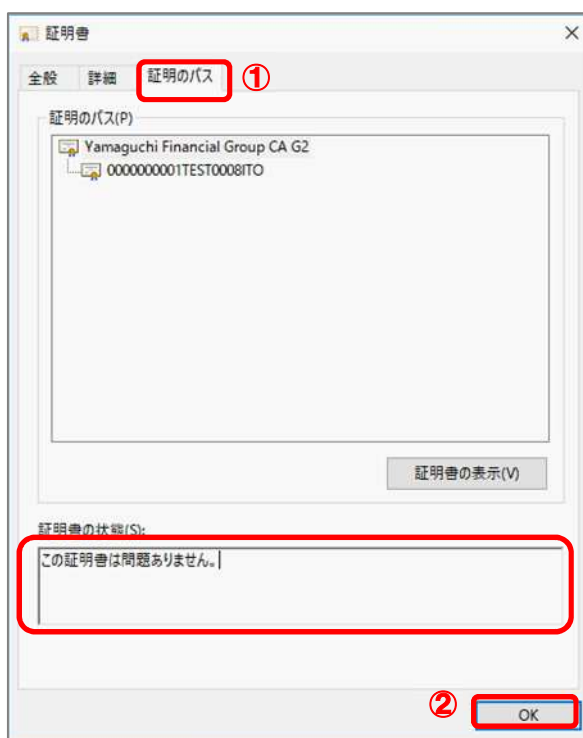 証明書
全般 詳細 証明のパス ①
証明のパス(P)
Yamaguchi Financial Group CA G2
0000000001TEST0008ITO
証明書の表示(V)
証明書の状態(S):
この証明書は問題ありません。
② OK